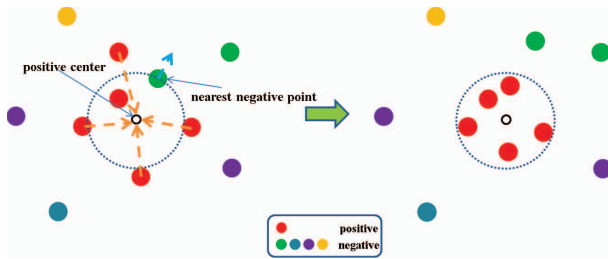 positive center
nearest negative point
positive
negative